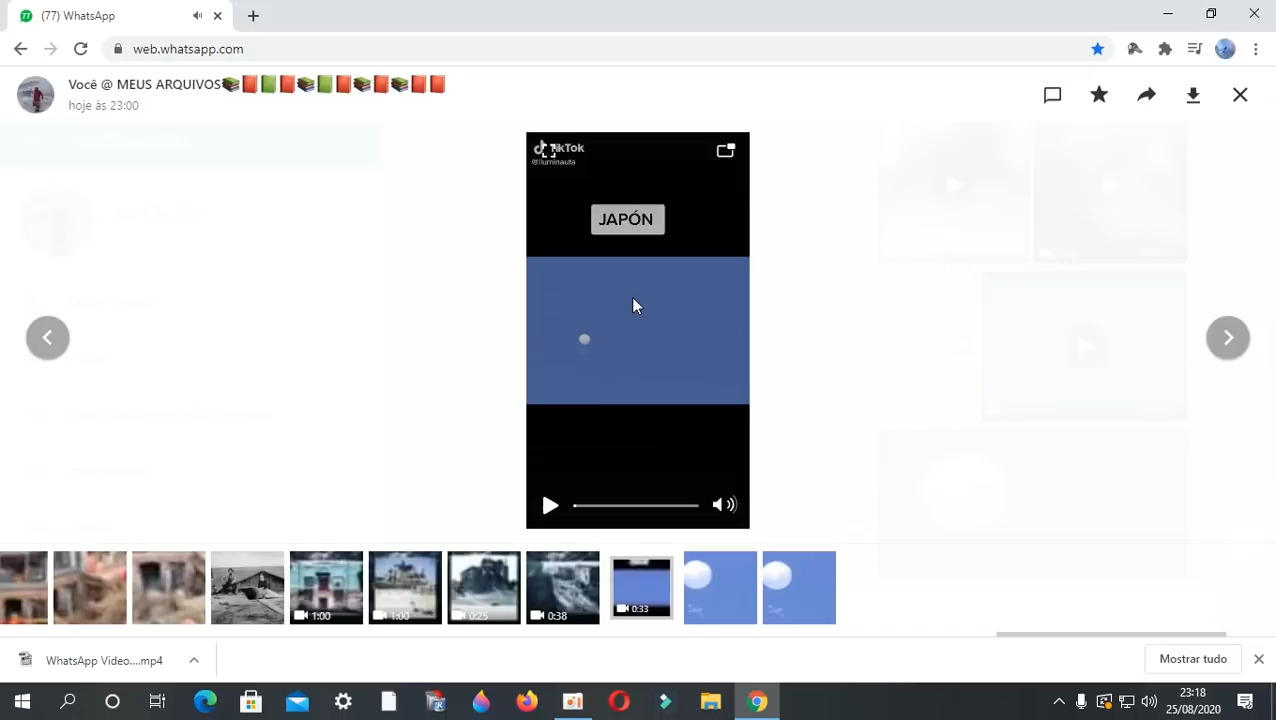 (77) WhatsApp
web.whatsapp.com
Você @ MEUS ARQUIVOS
hoje às 23:00
TikTok
@iluminauta
JAPÓN
1:00
1:00
0:25
0:38
0:33
WhatsApp Video....mp4
Mostrar tudo
23:18
25/08/2020